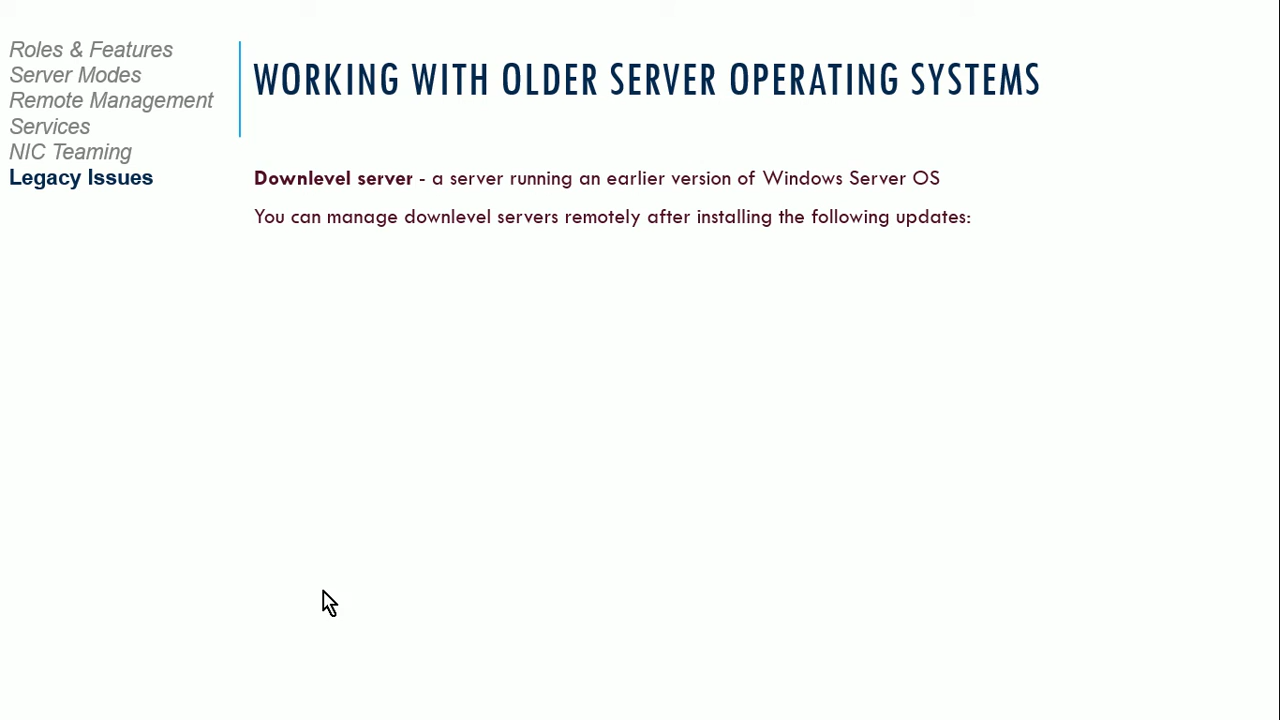 Roles & Features
Server Modes
Remote Management
Services
NIC Teaming
Legacy Issues
WORKING WITH OLDER SERVER OPERATING SYSTEMS
Downlevel server - a server running an earlier version of Windows Server OS
You can manage downlevel servers remotely after installing the following updates: